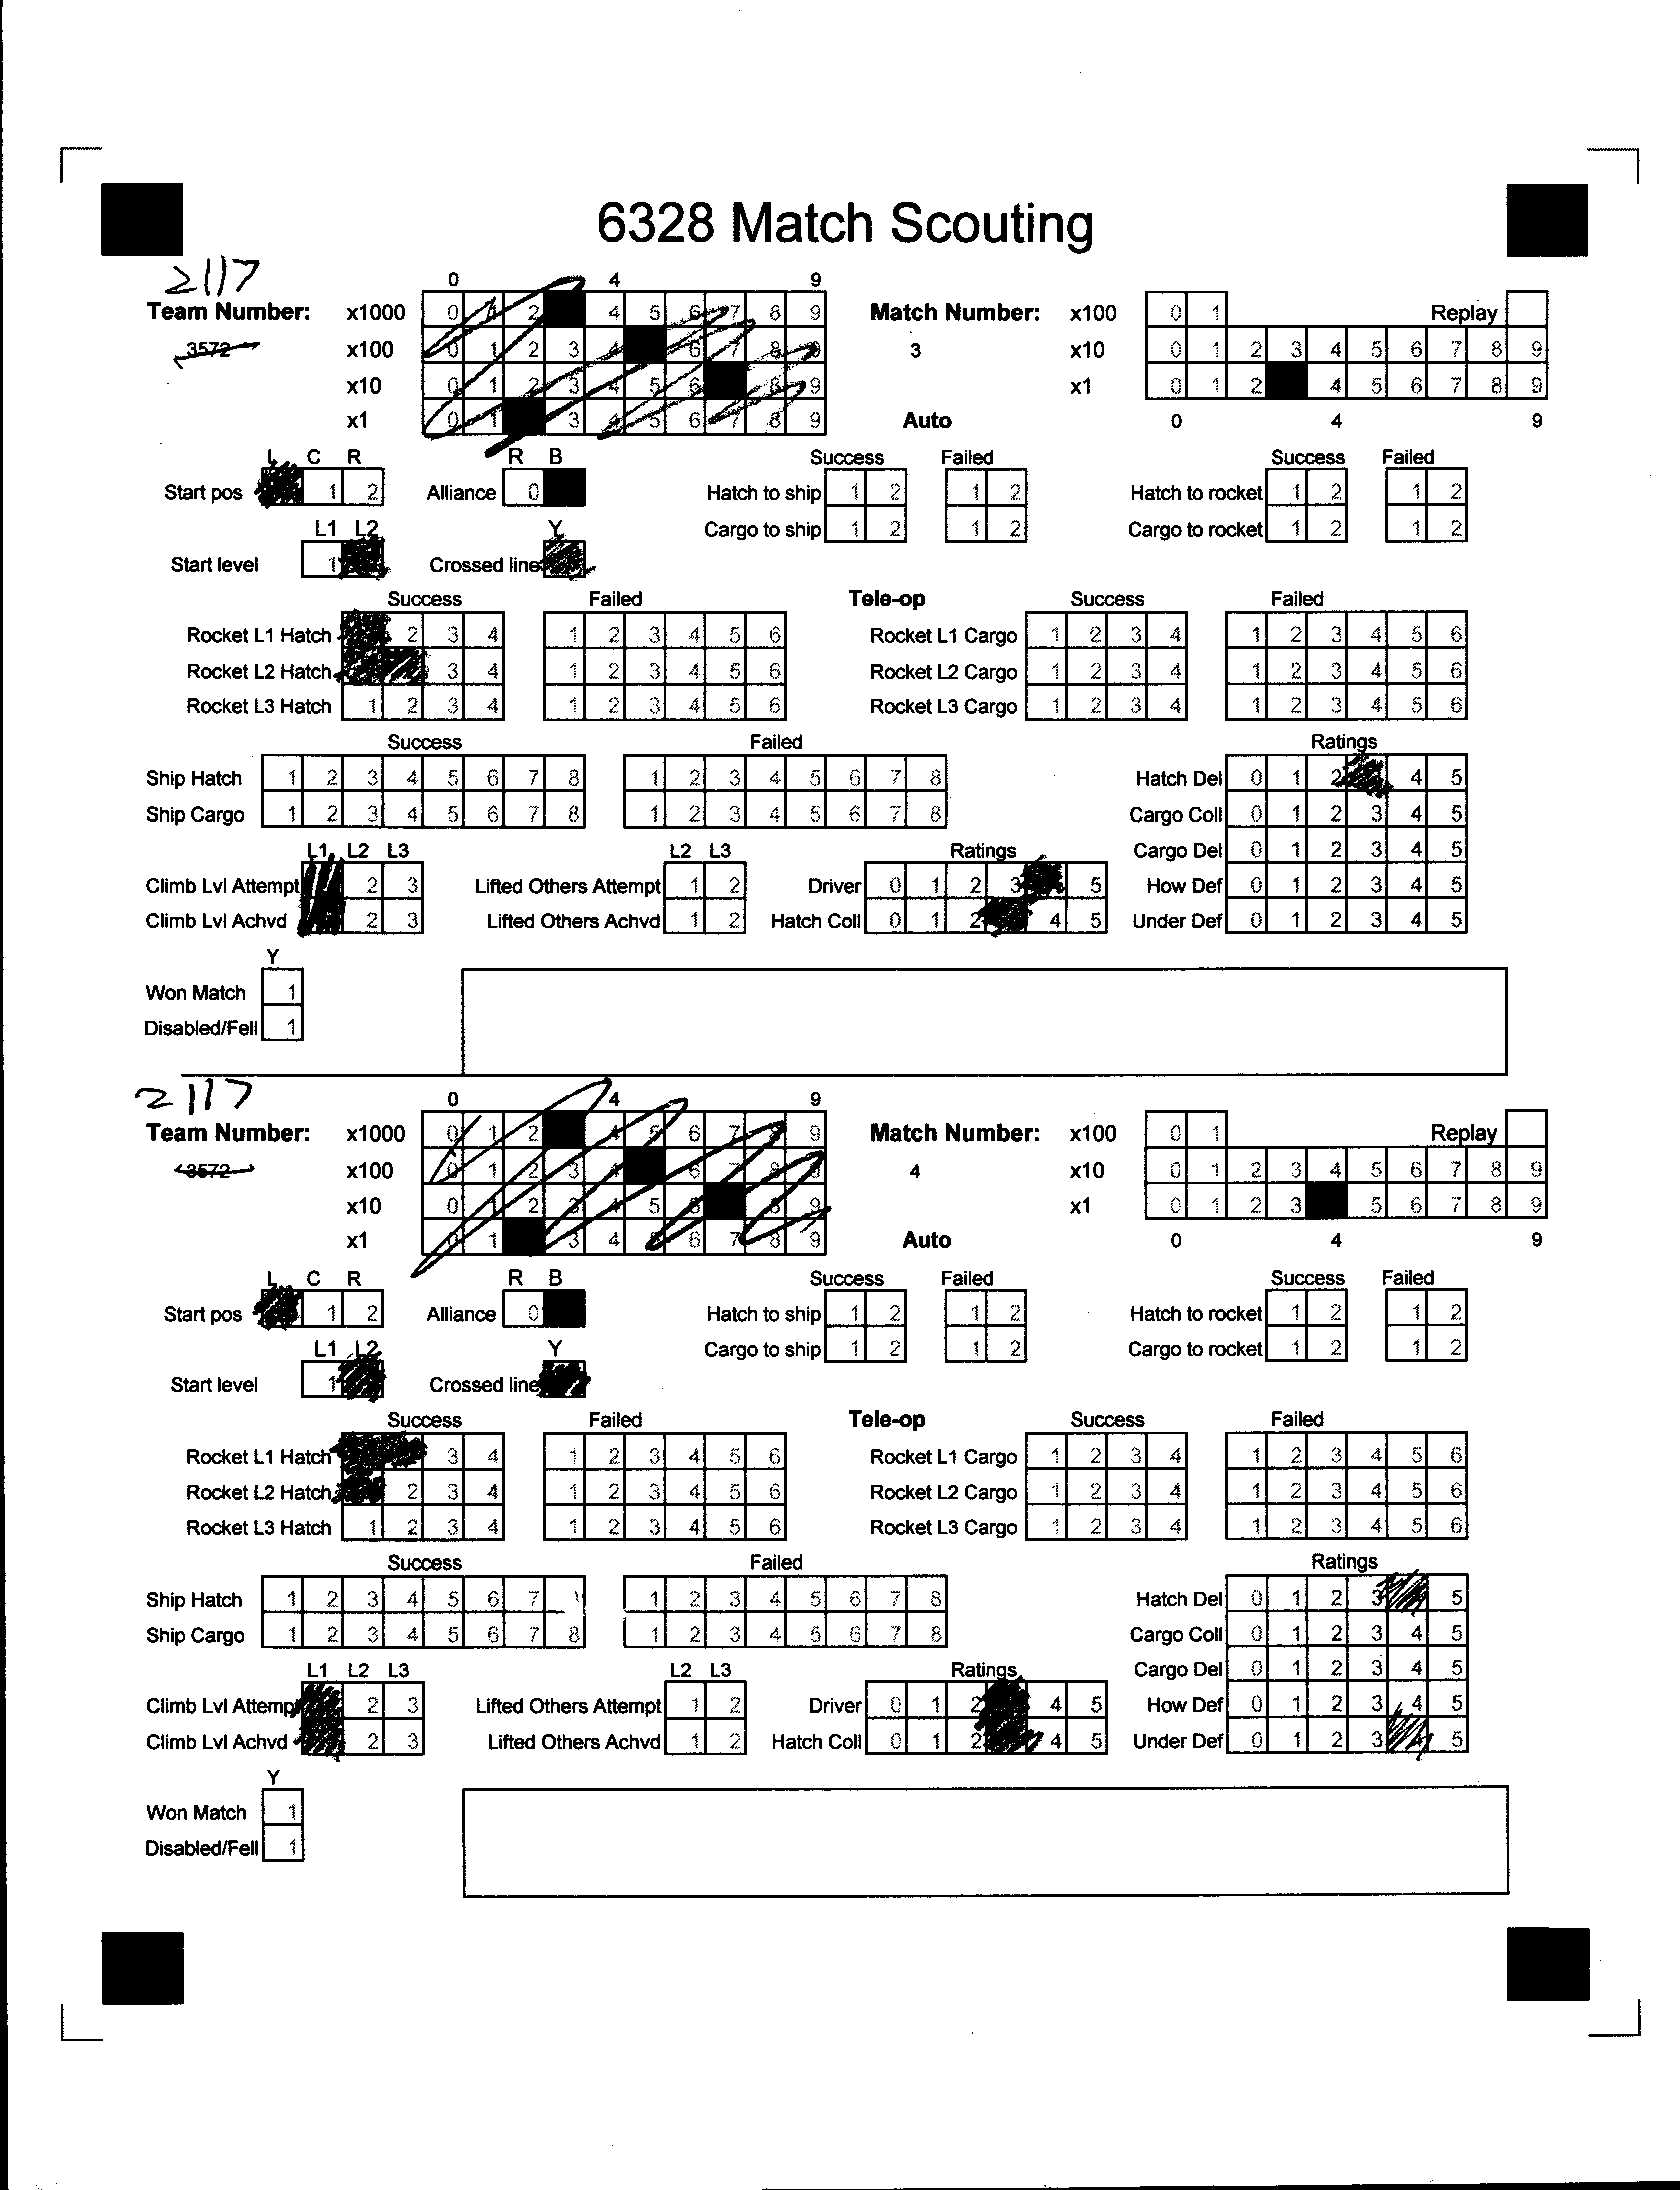 6328 Match Scouting
2117
0 4 9
Team Number: x1000 0 1 2 4 5 6 7 8 9 Match Number: x100 0 1 Replay
3572 x100 0 1 2 3 4 6 7 8 9 3 x10 0 1 2 3 4 5 6 7 8 9
x10 0 1 2 3 4 5 6 8 9 x1 0 1 2 4 5 6 7 8 9
x1 0 1 3 4 5 6 7 8 9 Auto 0 4 9
L C R R B Success Failed Success Failed
Start pos 1 2 Alliance 0 Hatch to ship 1 2 1 2 Hatch to rocket 1 2 1 2
L1 L2 Y Cargo to ship 1 2 1 2 Cargo to rocket 1 2 1 2
Start level 1 Crossed line
Success Failed Tele-op Success Failed
Rocket L1 Hatch 2 3 4 1 2 3 4 5 6 Rocket L1 Cargo 1 2 3 4 1 2 3 4 5 6
Rocket L2 Hatch 3 4 1 2 3 4 5 6 Rocket L2 Cargo 1 2 3 4 1 2 3 4 5 6
Rocket L3 Hatch 1 2 3 4 1 2 3 4 5 6 Rocket L3 Cargo 1 2 3 4 1 2 3 4 5 6
Success Failed Ratings
Ship Hatch 1 2 3 4 5 6 7 8 1 2 3 4 5 6 7 8 Hatch Del 0 1 2 4 5
Ship Cargo 1 2 3 4 5 6 7 8 1 2 3 4 5 6 7 8 Cargo Coll 0 1 2 3 4 5
L1 L2 L3 L2 L3 Ratings Cargo Del 0 1 2 3 4 5
Climb Lvl Attempt 2 3 Lifted Others Attempt 1 2 Driver 0 1 2 3 5 How Def 0 1 2 3 4 5
Climb Lvl Achvd 2 3 Lifted Others Achvd 1 2 Hatch Coll 0 1 2 4 5 Under Def 0 1 2 3 4 5
Y
Won Match 1
Disabled/Fell 1
2117
0 4 9
Team Number: x1000 0 1 2 4 5 6 7 8 9 Match Number: x100 0 1 Replay
3572 x100 0 1 2 3 4 6 7 8 9 4 x10 0 1 2 3 4 5 6 7 8 9
x10 0 1 2 3 4 5 6 8 9 x1 0 1 2 3 5 6 7 8 9
x1 0 1 3 4 5 6 7 8 9 Auto 0 4 9
L C R R B Success Failed Success Failed
Start pos 1 2 Alliance 0 Hatch to ship 1 2 1 2 Hatch to rocket 1 2 1 2
L1 L2 Y Cargo to ship 1 2 1 2 Cargo to rocket 1 2 1 2
Start level 1 Crossed line
Success Failed Tele-op Success Failed
Rocket L1 Hatch 3 4 1 2 3 4 5 6 Rocket L1 Cargo 1 2 3 4 1 2 3 4 5 6
Rocket L2 Hatch 2 3 4 1 2 3 4 5 6 Rocket L2 Cargo 1 2 3 4 1 2 3 4 5 6
Rocket L3 Hatch 1 2 3 4 1 2 3 4 5 6 Rocket L3 Cargo 1 2 3 4 1 2 3 4 5 6
Success Failed Ratings
Ship Hatch 1 2 3 4 5 6 7 1 2 3 4 5 6 7 8 Hatch Del 0 1 2 3 5
Ship Cargo 1 2 3 4 5 6 7 8 1 2 3 4 5 6 7 8 Cargo Coll 0 1 2 3 4 5
L1 L2 L3 L2 L3 Ratings Cargo Del 0 1 2 3 4 5
Climb Lvl Attempt 2 3 Lifted Others Attempt 1 2 Driver 0 1 2 4 5 How Def 0 1 2 3 4 5
Climb Lvl Achvd 2 3 Lifted Others Achvd 1 2 Hatch Coll 0 1 2 4 5 Under Def 0 1 2 3 4 5
Y
Won Match 1
Disabled/Fell 1